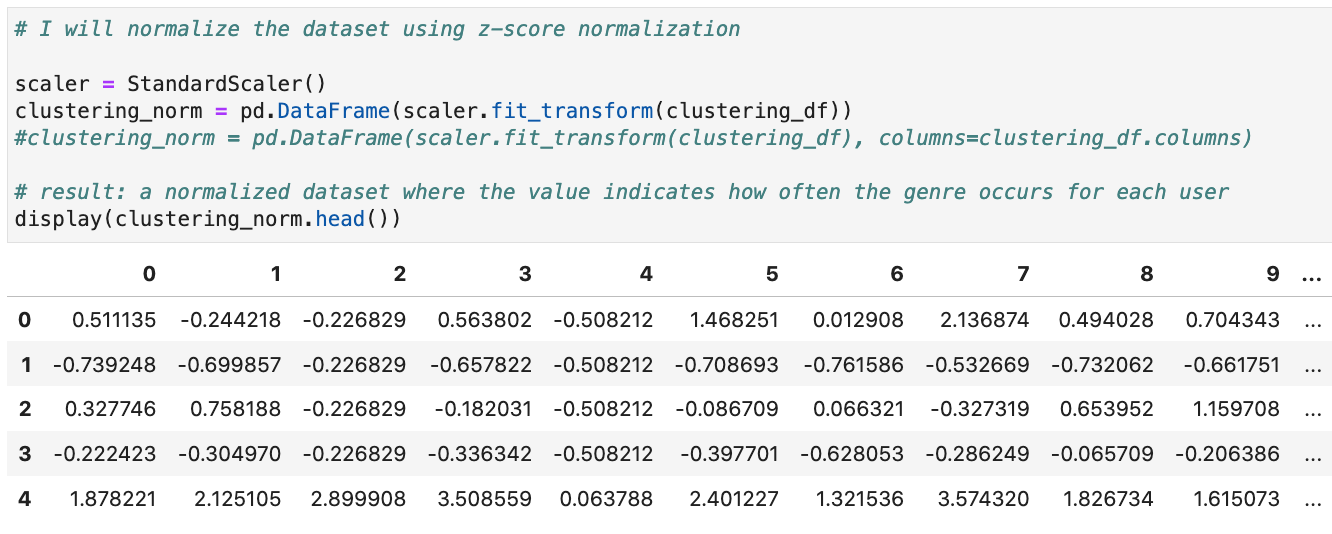 # I will normalize the dataset using z-score normalization
scaler = StandardScaler()
clustering_norm = pd.DataFrame(scaler.fit_transform(clustering_df))
#clustering_norm = pd.DataFrame(scaler.fit_transform(clustering_df), columns=clustering_df.columns)
# result: a normalized dataset where the value indicates how often the genre occurs for each user
display(clustering_norm.head())
0 1 2 3 4 5 6 7 8 9 ...
0 0.511135 -0.244218 -0.226829 0.563802 -0.508212 1.468251 0.012908 2.136874 0.494028 0.704343 ...
1 -0.739248 -0.699857 -0.226829 -0.657822 -0.508212 -0.708693 -0.761586 -0.532669 -0.732062 -0.661751 ...
2 0.327746 0.758188 -0.226829 -0.182031 -0.508212 -0.086709 0.066321 -0.327319 0.653952 1.159708 ...
3 -0.222423 -0.304970 -0.226829 -0.336342 -0.508212 -0.397701 -0.628053 -0.286249 -0.065709 -0.206386 ...
4 1.878221 2.125105 2.899908 3.508559 0.063788 2.401227 1.321536 3.574320 1.826734 1.615073 ...